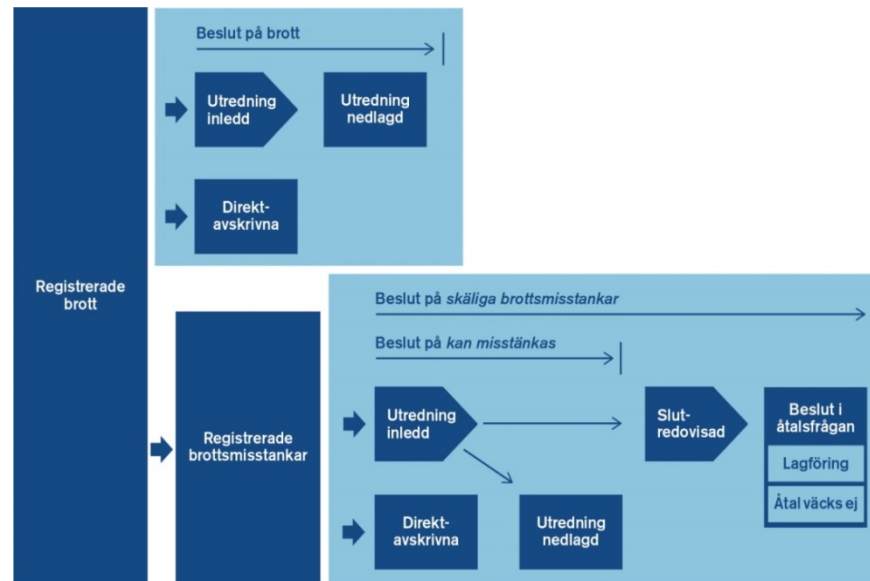 Beslut på brott
Utredning
inledd
Utredning
nedlagd
Direkt-
avskrivna
Registrerade
brott
Registrerade
brottsmisstankar
Beslut på skäliga brottsmisstankar
Beslut på kan misstänkas
Utredning
inledd
Slut-
redovisad
Beslut i
åtalsfrågan
Lagföring
Åtal väcks ej
Direkt-
avskrivna
Utredning
nedlagd